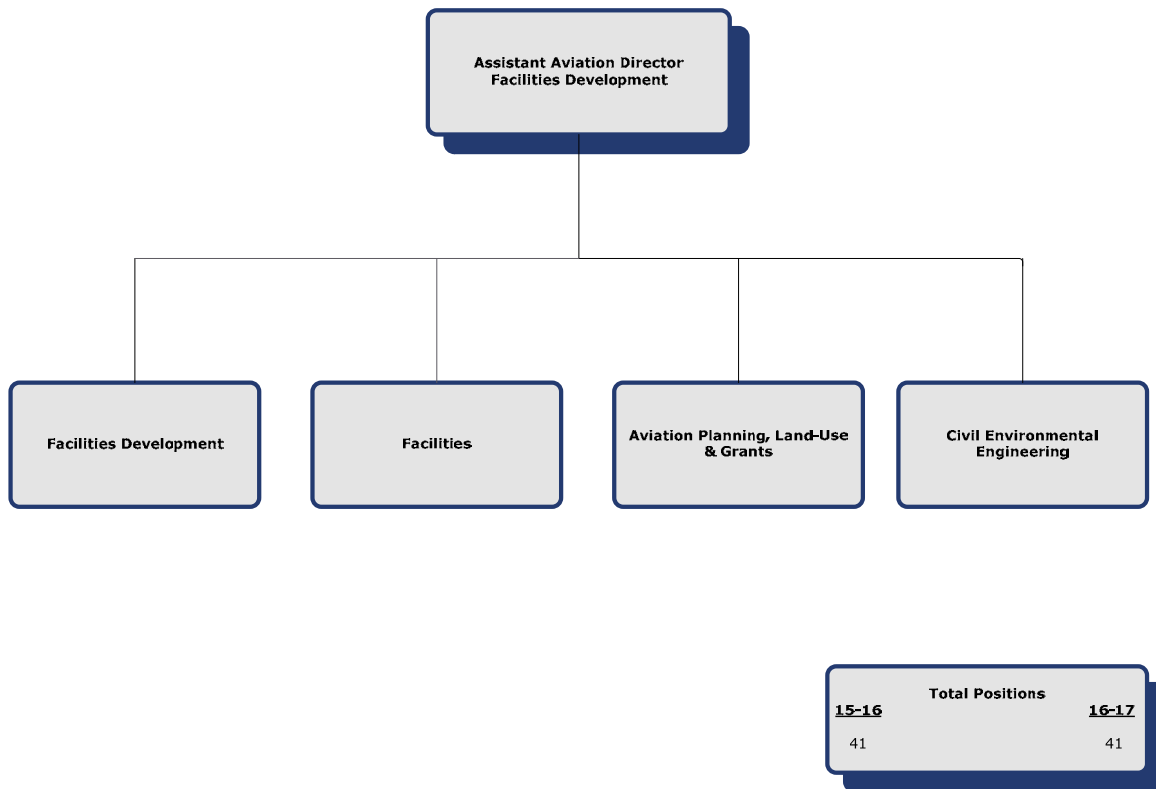 Assistant Aviation Director
Facilities Development
Facilities Development
Facilities
Aviation Planning, Land-Use
& Grants
Civil Environmental
Engineering
Total Positions
15-16 16-17
41 41